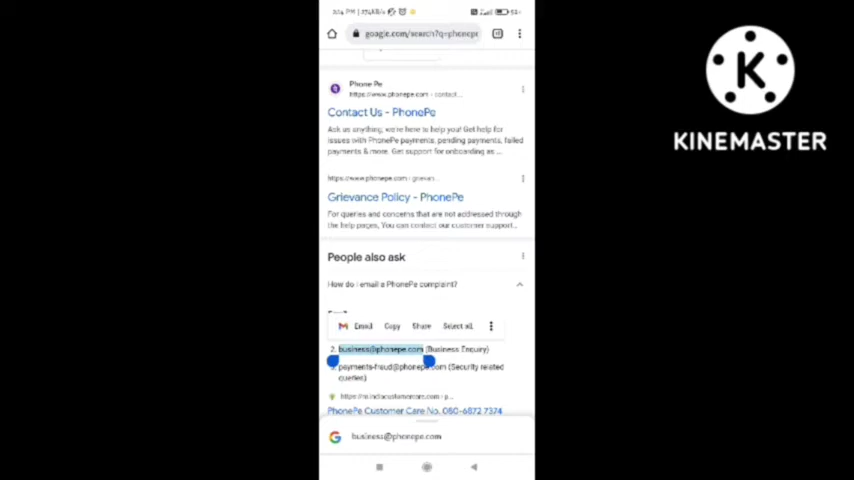 google.com/search?q=phonepe
Phone Pe
https://www.phonepe.com › contact...
Contact Us - PhonePe
Ask us anything, we're here to help you! Get help for
issues with PhonePe payments, pending payments, failed
payments & more. Get support for onboarding as ...
https://www.phonepe.com › grieva...
Grievance Policy - PhonePe
For queries and concerns that are not addressed through
the help pages, You can contact our customer support...
People also ask
How do I email a PhonePe complaint?
Email Copy Share Select all
2. business@phonepe.com (Business Enquiry)
payments-fraud@phonepe.com (Security related
queries)
PhonePe Customer Care No. 080-6872 7374
business@phonepe.com
K
KINEMASTER